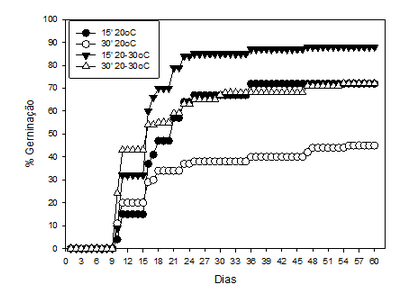 100
90
80
70
60
50
40
30
20
10
0
% Germinação
15' 20oC
30' 20oC
15' 20-30oC
30' 20-30oC
0 3 6 9 12 15 18 21 24 27 30 33 36 39 42 45 48 51 54 57 60
Dias